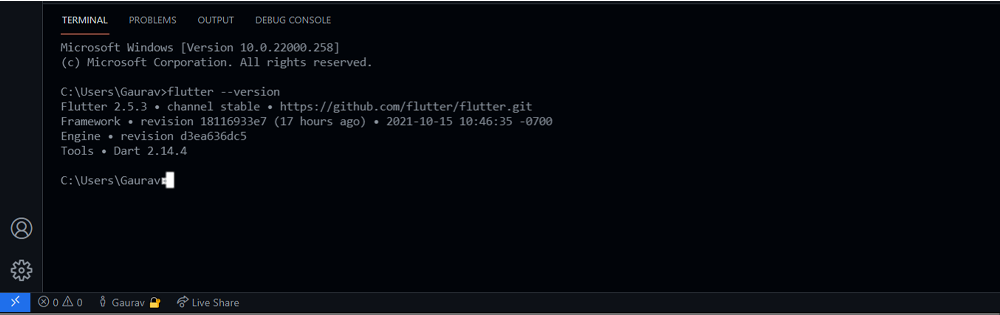 TERMINAL PROBLEMS OUTPUT DEBUG CONSOLE
Microsoft Windows [Version 10.0.22000.258]
(c) Microsoft Corporation. All rights reserved.
C:\Users\Gaurav>flutter --version
Flutter 2.5.3 • channel stable • https://github.com/flutter/flutter.git
Framework • revision 18116933e7 (17 hours ago) • 2021-10-15 10:46:35 -0700
Engine • revision d3ea636dc5
Tools • Dart 2.14.4
C:\Users\Gaurav>
0 0 Gaurav Live Share